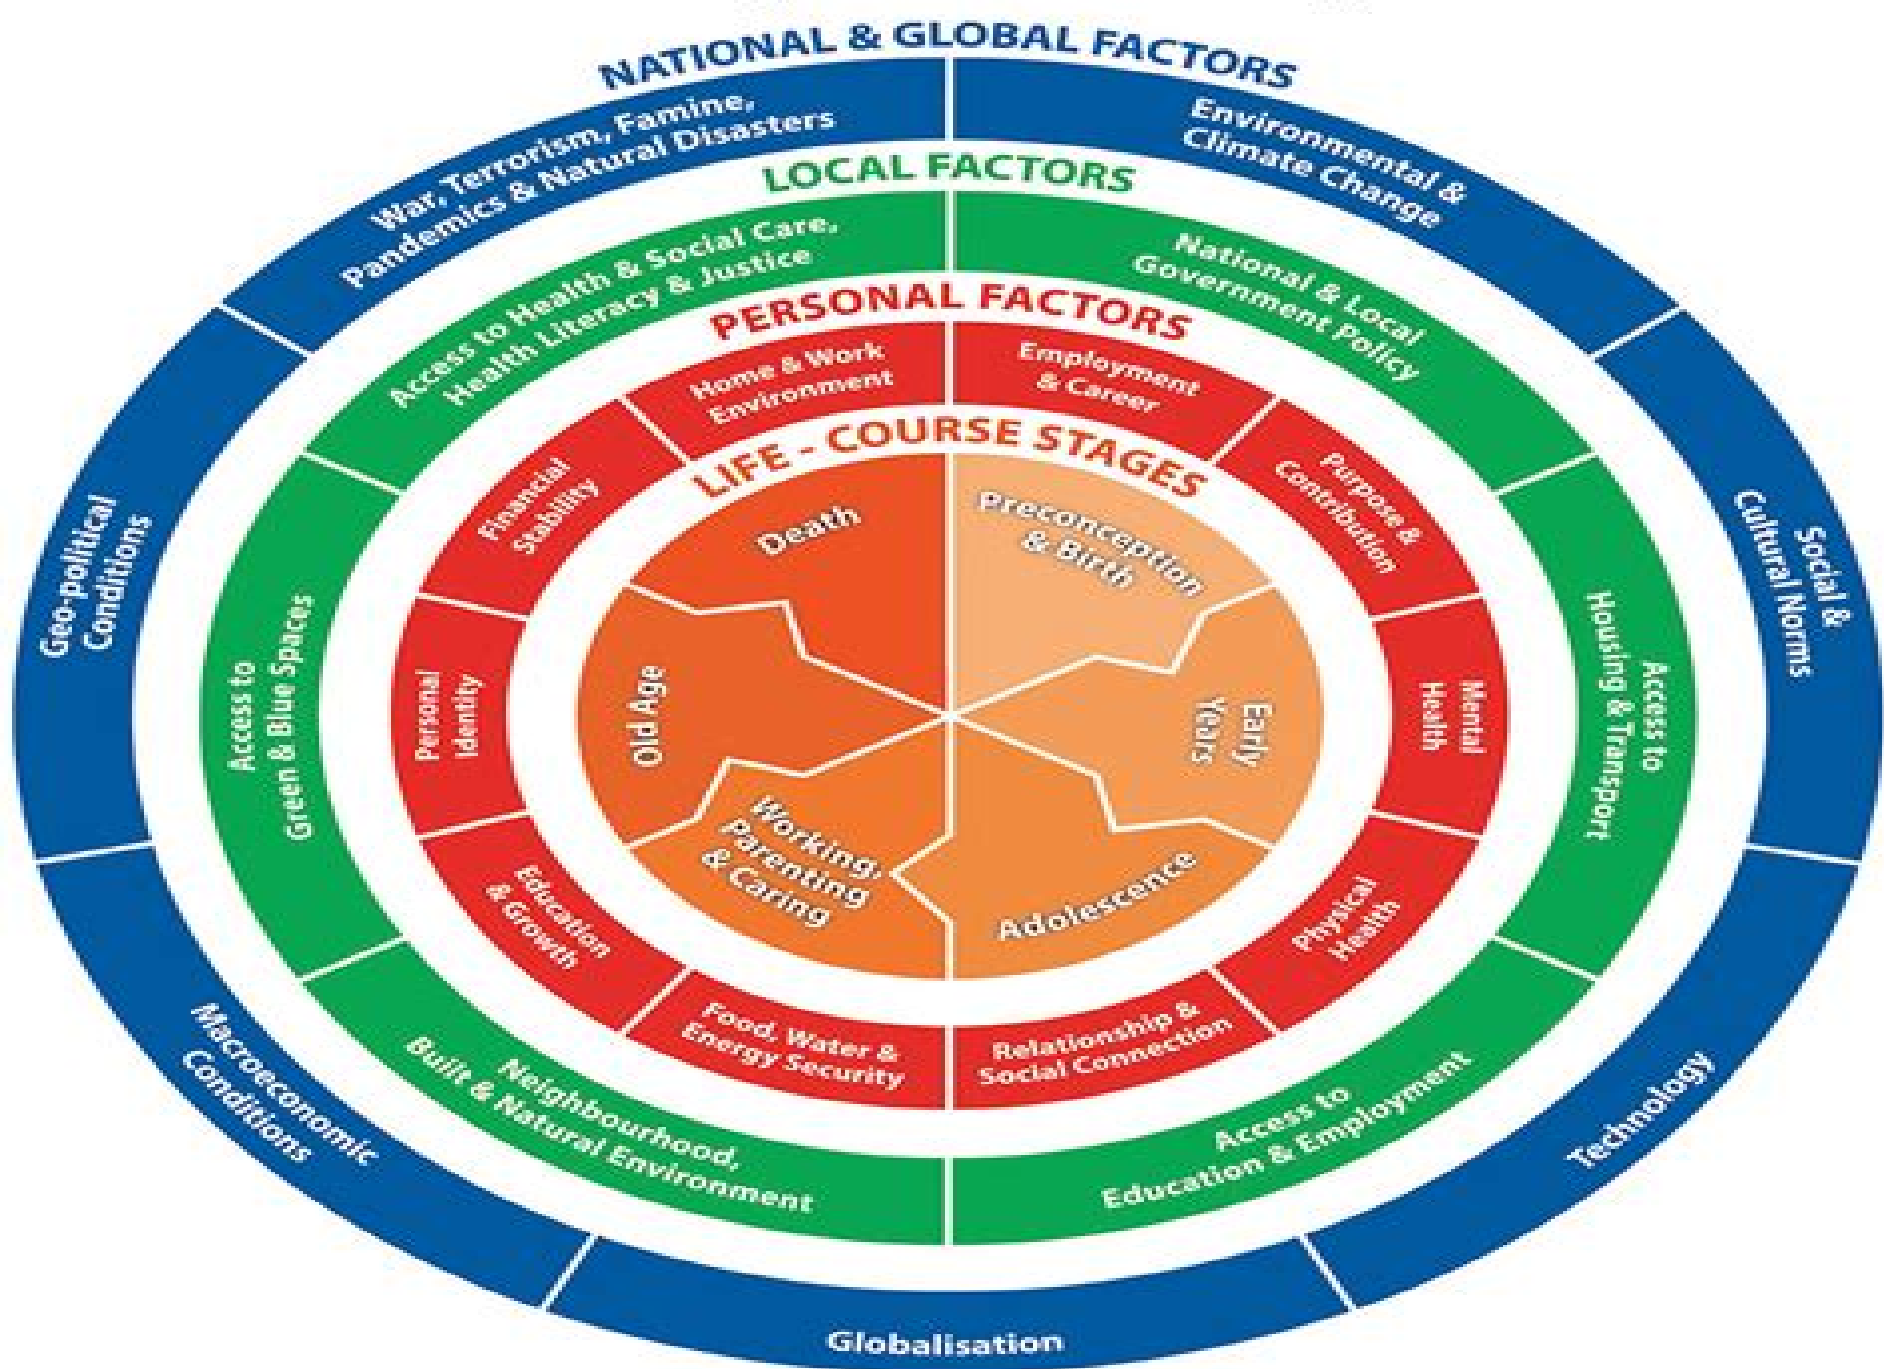 NATIONAL & GLOBAL FACTORS
Environmental &
Climate Change
Social &
Cultural Norms
Technology
Globalisation
Macroeconomic
Conditions
Geo-political
Conditions
War, Terrorism, Famine,
Pandemics & Natural Disasters
LOCAL FACTORS
National & Local
Government Policy
Access to
Housing & Transport
Access to
Education & Employment
Neighbourhood,
Built & Natural Environment
Access to
Green & Blue Spaces
Access to Health & Social Care,
Health Literacy & Justice
PERSONAL FACTORS
Employment
& Career
Purpose &
Contribution
Mental
Health
Physical
Health
Relationship &
Social Connection
Food, Water &
Energy Security
Education
& Growth
Personal
Identity
Financial
Stability
Home & Work
Environment
LIFE - COURSE STAGES
preconception
& Birth
Early
Years
Adolescence
Working,
Parenting
& Caring
Old Age
Death